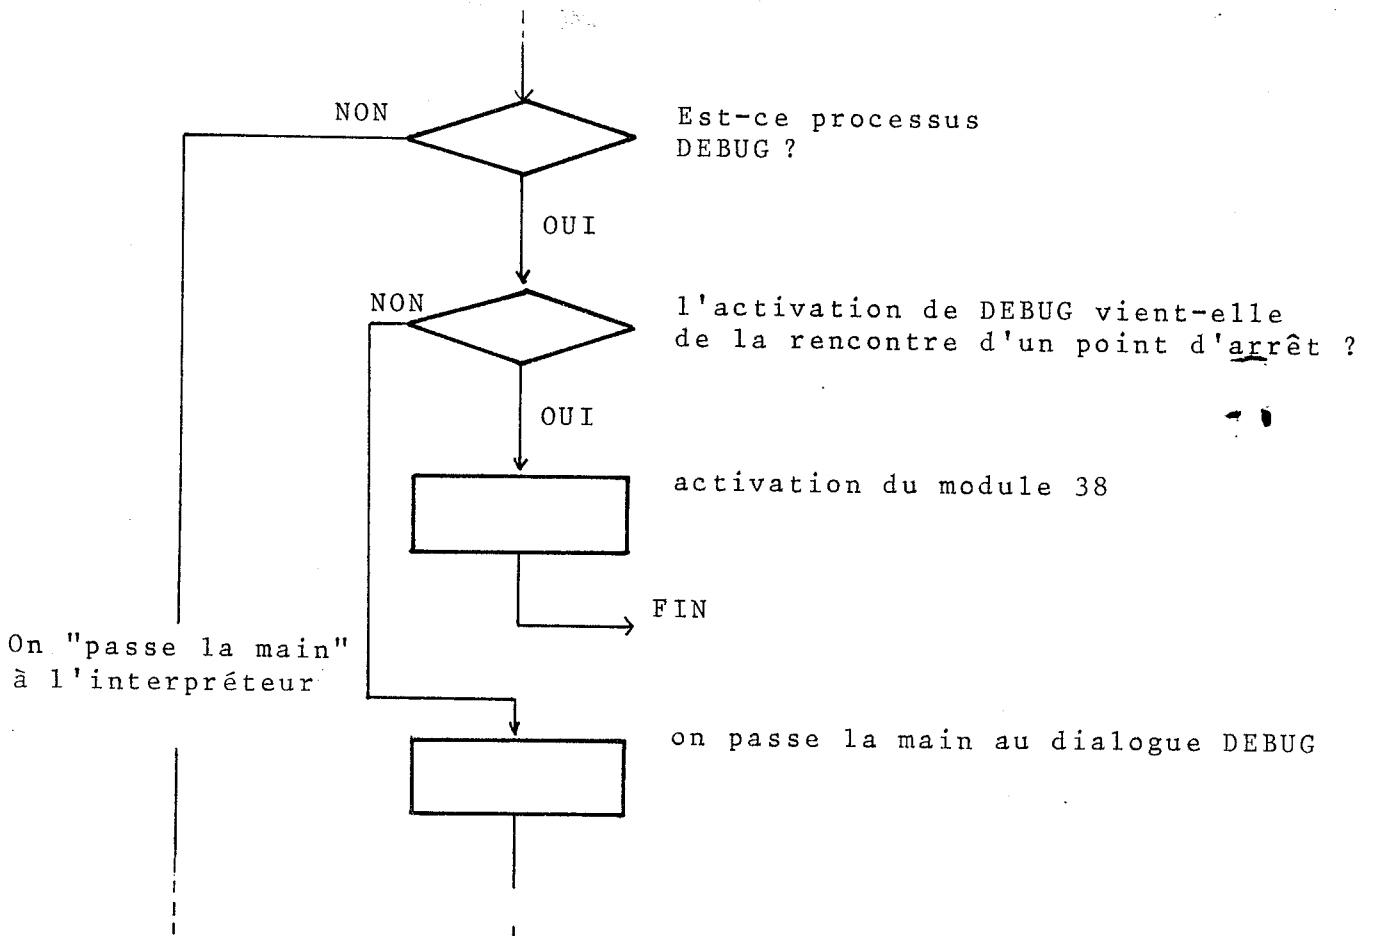 NON
Est-ce processus
DEBUG ?
OUI
NON
l'activation de DEBUG vient-elle
de la rencontre d'un point d'arrêt ?
OUI
activation du module 38
FIN
On "passe la main"
à l'interpréteur
on passe la main au dialogue DEBUG